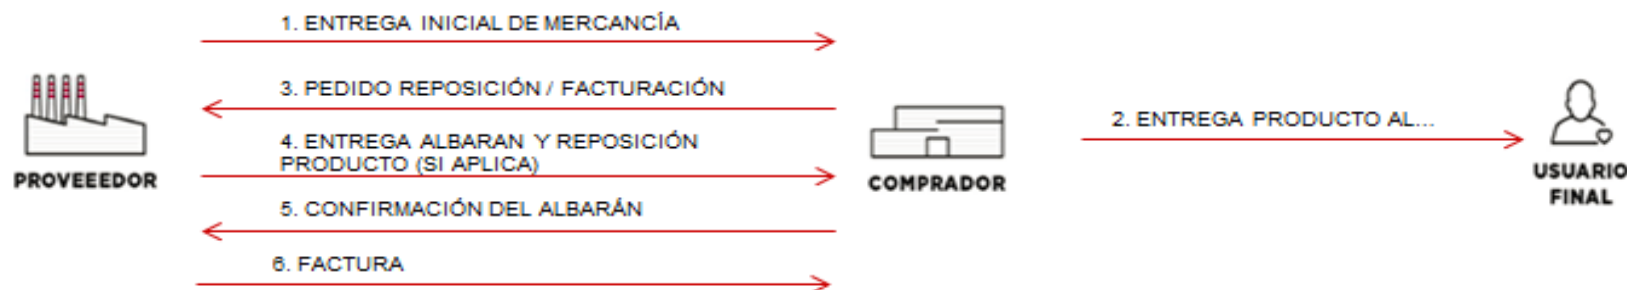 1. ENTREGA INICIAL DE MERCANCÍA
3. PEDIDO REPOSICIÓN / FACTURACIÓN
4. ENTREGA ALBARAN Y REPOSICIÓN
PRODUCTO (SI APLICA)
5. CONFIRMACIÓN DEL ALBARÁN
6. FACTURA
PROVEEEDOR
COMPRADOR
2. ENTREGA PRODUCTO AL...
USUARIO
FINAL